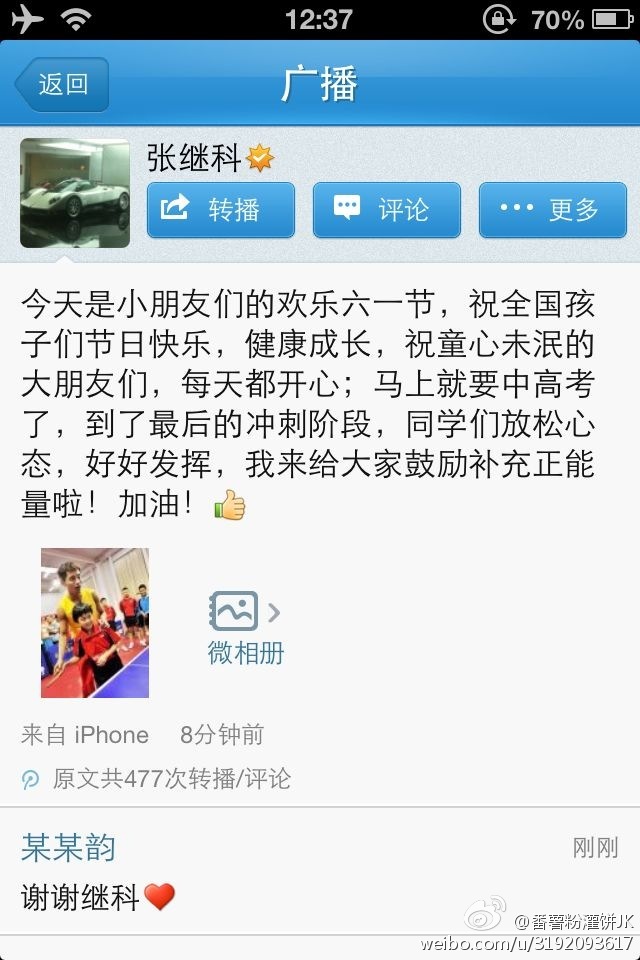 12:37
70%
返回
广播
张继科
转播
评论
更多
今天是小朋友们的欢乐六一节，祝全国孩
子们节日快乐，健康成长，祝童心未泯的
大朋友们，每天都开心；马上就要中高考
了，到了最后的冲刺阶段，同学们放松心
态，好好发挥，我来给大家鼓励补充正能
量啦！加油！
微相册
来自 iPhone 8分钟前
原文共477次转播/评论
某某韵 刚刚
谢谢继科
@番薯粉灌饼JK
weibo.com/u/3192093617